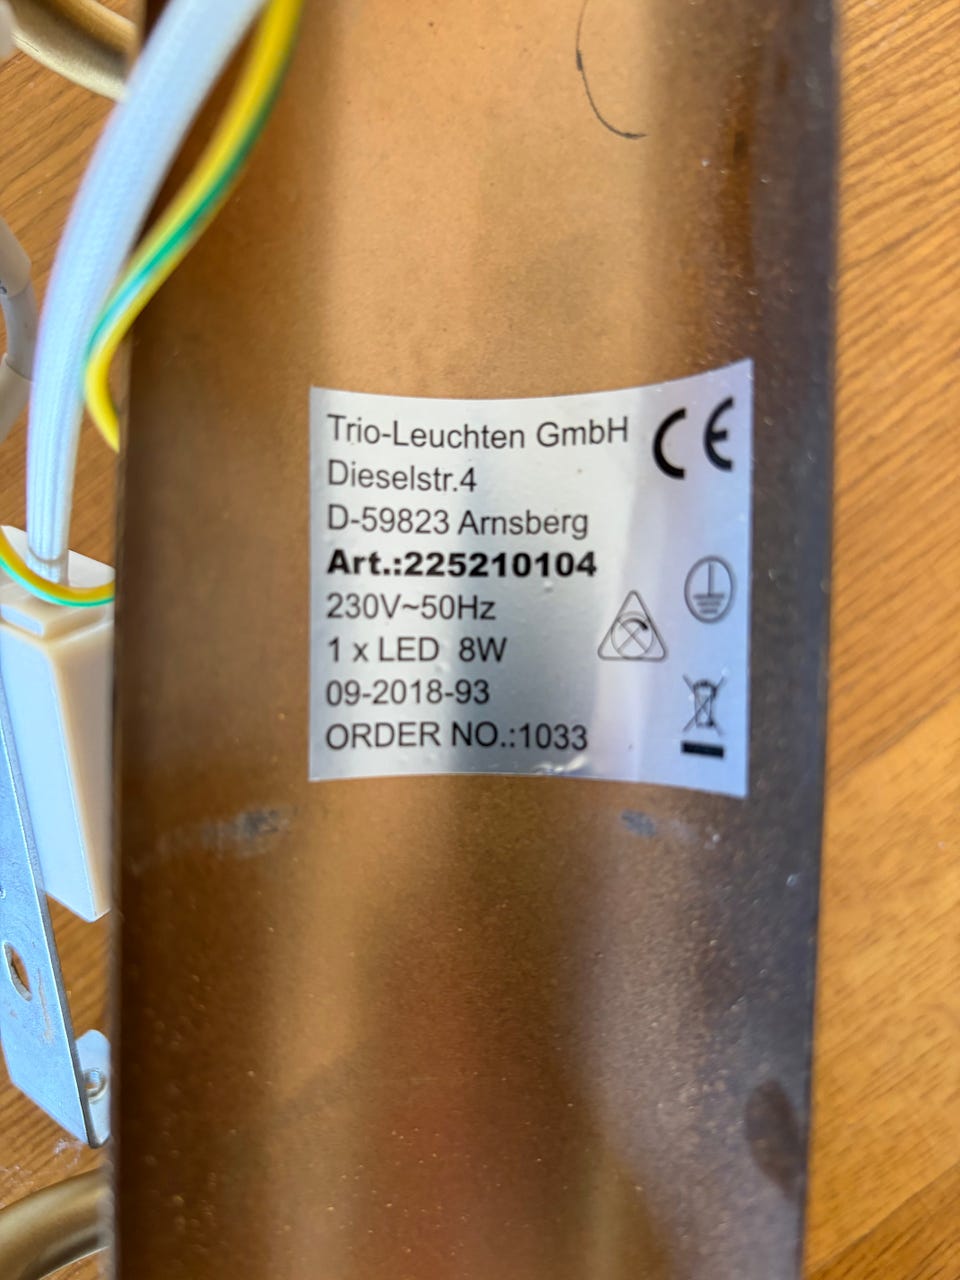 Trio-Leuchten GmbH CE
Dieselstr.4
D-59823 Arnsberg
Art.:225210104
230V~50Hz
1 x LED 8W
09-2018-93
ORDER NO.:1033